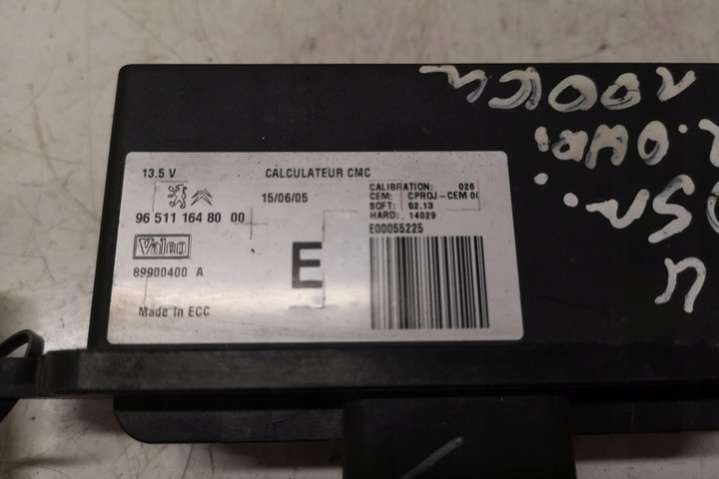 13.5 V
CALCULATEUR CMC
96 511 164 80 00
15/06/05
CALIBRATION: 026
CEM: CPROJ-CEM 0
SOFT: 62.13
HARD: 14029
E00055225
Valeo
89900400 A
E
Made in ECC